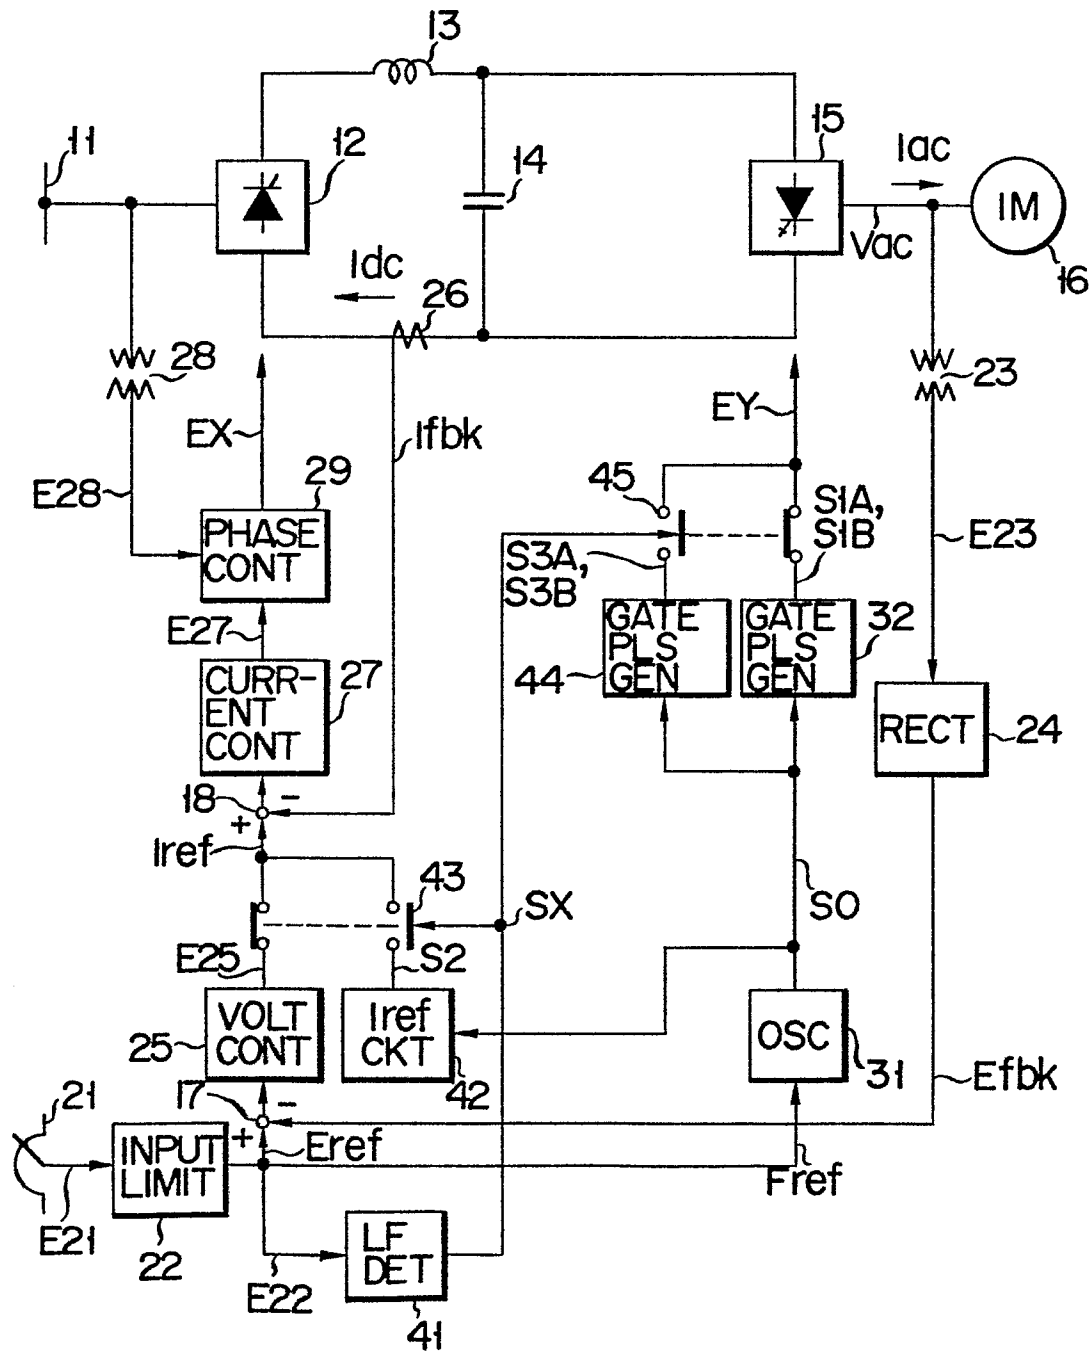 13
11
12
14
15
Iac
IM
Vac
16
Idc
26
28
23
EX
Ifbk
EY
E28
29
45
S1A,
S1B
E23
PHASE
CONT
S3A,
S3B
E27
GATE
PLS
GEN
44
GATE
PLS
GEN
32
CURR-
ENT
CONT
27
RECT
24
18
-
+
Iref
43
SX
SO
E25
S2
VOLT
CONT
25
Iref
CKT
42
OSC
31
Efbk
21
17
-
+
Eref
INPUT
LIMIT
Fref
E21
22
E22
LF
DET
41